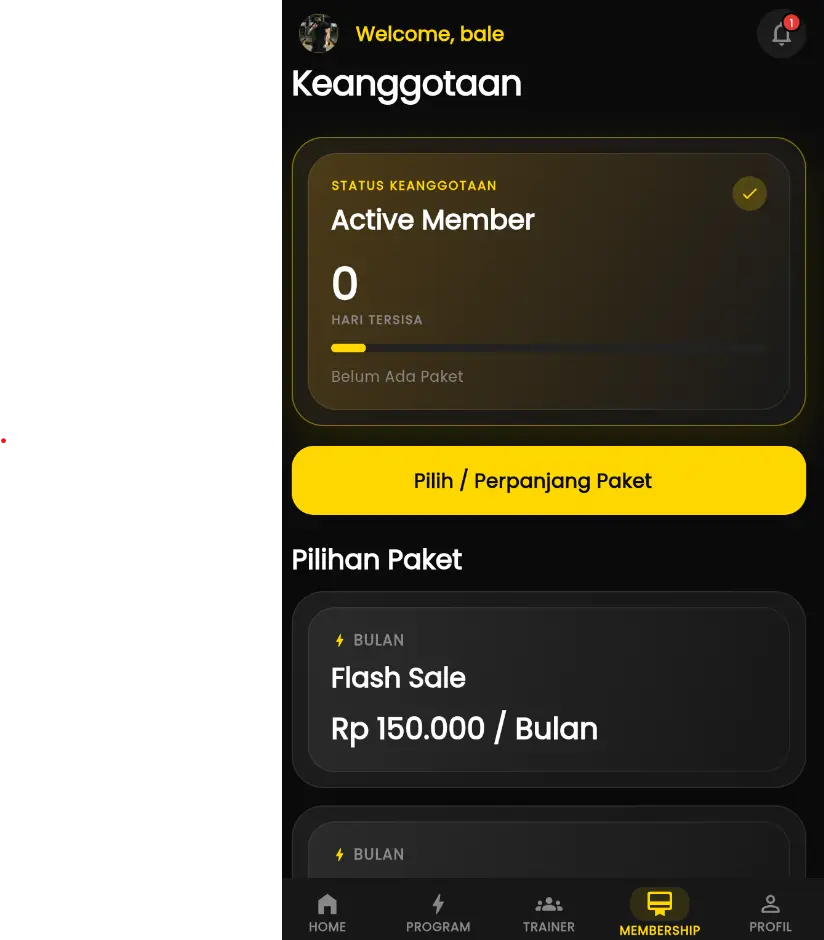 Welcome, bale
1
Keanggotaan
STATUS KEANGGOTAAN
Active Member
0
HARI TERSISA
Belum Ada Paket
Pilih / Perpanjang Paket
Pilihan Paket
BULAN
Flash Sale
Rp 150.000 / Bulan
BULAN
HOME
PROGRAM
TRAINER
MEMBERSHIP
PROFIL